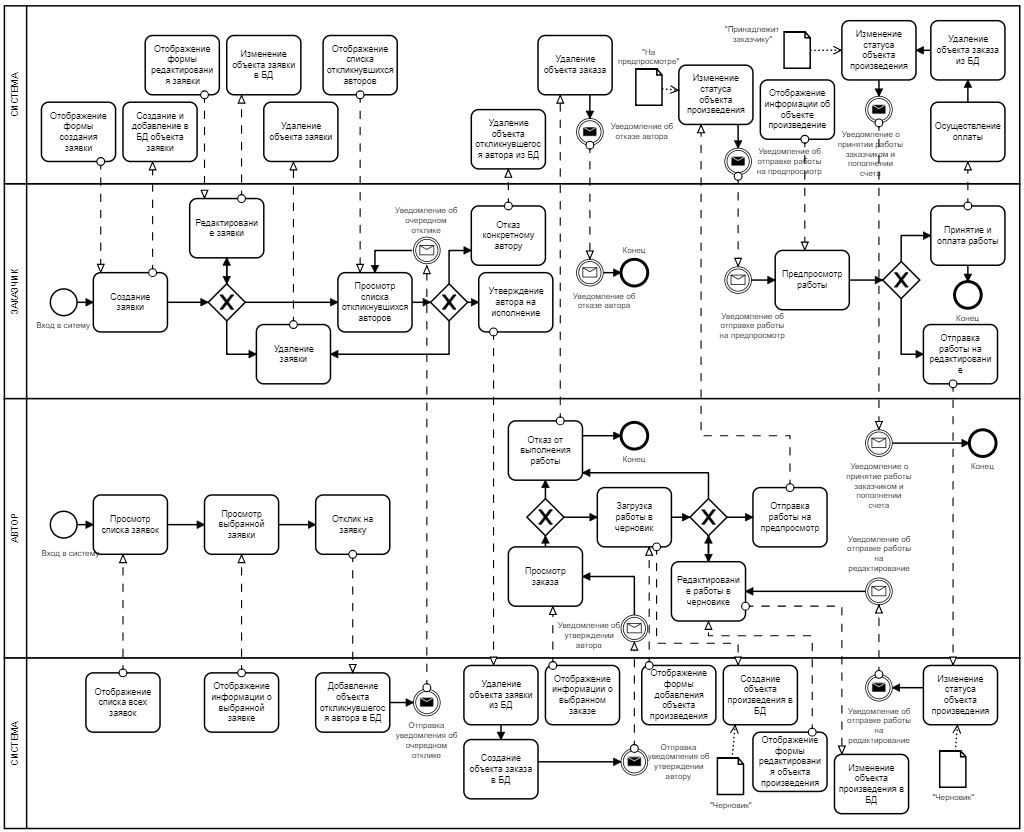 СИСТЕМА
Отображение
формы
создания
заявки
Создание и
добавление в
БД объекта
заявки
Отображение
формы
редактировани
я заявки
Изменение
объекта заявки
в БД
Удаление
объекта заявки
Отображение
списка
откликнувшихся
авторов
Удаление
объекта
откликнувшегос
я автора из БД
Удаление
объекта заказа
Уведомление об
отказе автора
"На
предпросмотре"
Изменение
статуса
объекта
произведения
Уведомление об
отправке работы
на предпросмотр
"Принадлежит
заказчику"
Отображение
информации об
объекте
произведение
Изменение
статуса
объекта
произведения
Уведомление о
принятии работы
заказчиком и
пополнении
счета
Удаление
объекта заказа
из БД
Осуществление
оплаты
ЗАКАЗЧИК
Вход в ситему
Создание
заявки
Редактировани
е заявки
Удаление
заявки
Просмотр
списка
откликнувшихся
авторов
Уведомление об
очередном
отклике
Отказ
конкретному
автору
Утверждение
автора на
исполнение
Уведомление об
отказе автора
Конец
Уведомление об
отправке работы
на предпросмотр
Предпросмотр
работы
Принятие и
оплата работы
Конец
Отправка
работы на
редактировани
е
АВТОР
Вход в систему
Просмотр
списка заявок
Просмотр
выбранной
заявки
Отклик на
заявку
Отказ от
выполнения
работы
Конец
Просмотр
заказа
Уведомление об
утверждении
автора
Загрузка
работы в
черновик
Редактировани
е работы в
черновике
Отправка
работы на
предпросмотр
Уведомление о
принятие работы
заказчиком и
пополнении
счета
Конец
Уведомление об
отправке работы
на
редактирование
СИСТЕМА
Отображение
списка всех
заявок
Отображение
информации о
выбранной
заявке
Добавление
объекта
откликнувшегос
я автора в БД
Отправка
уведомления об
очередном
отклике
Удаление
объекта заявки
из БД
Создание
объекта заказа
в БД
Отображение
информации о
выбранном
заказе
Отправка
уведомления об
утверждении
автору
Отображение
формы
добавления
объекта
произведения
Создание
объекта
произведения в
БД
"Черновик"
Отображение
формы
редактировани
я объекта
произведения
Изменение
объекта
произведения в
БД
Уведомление об
отправке работы
на
редактирование
Изменение
статуса
объекта
произведения
"Черновик"